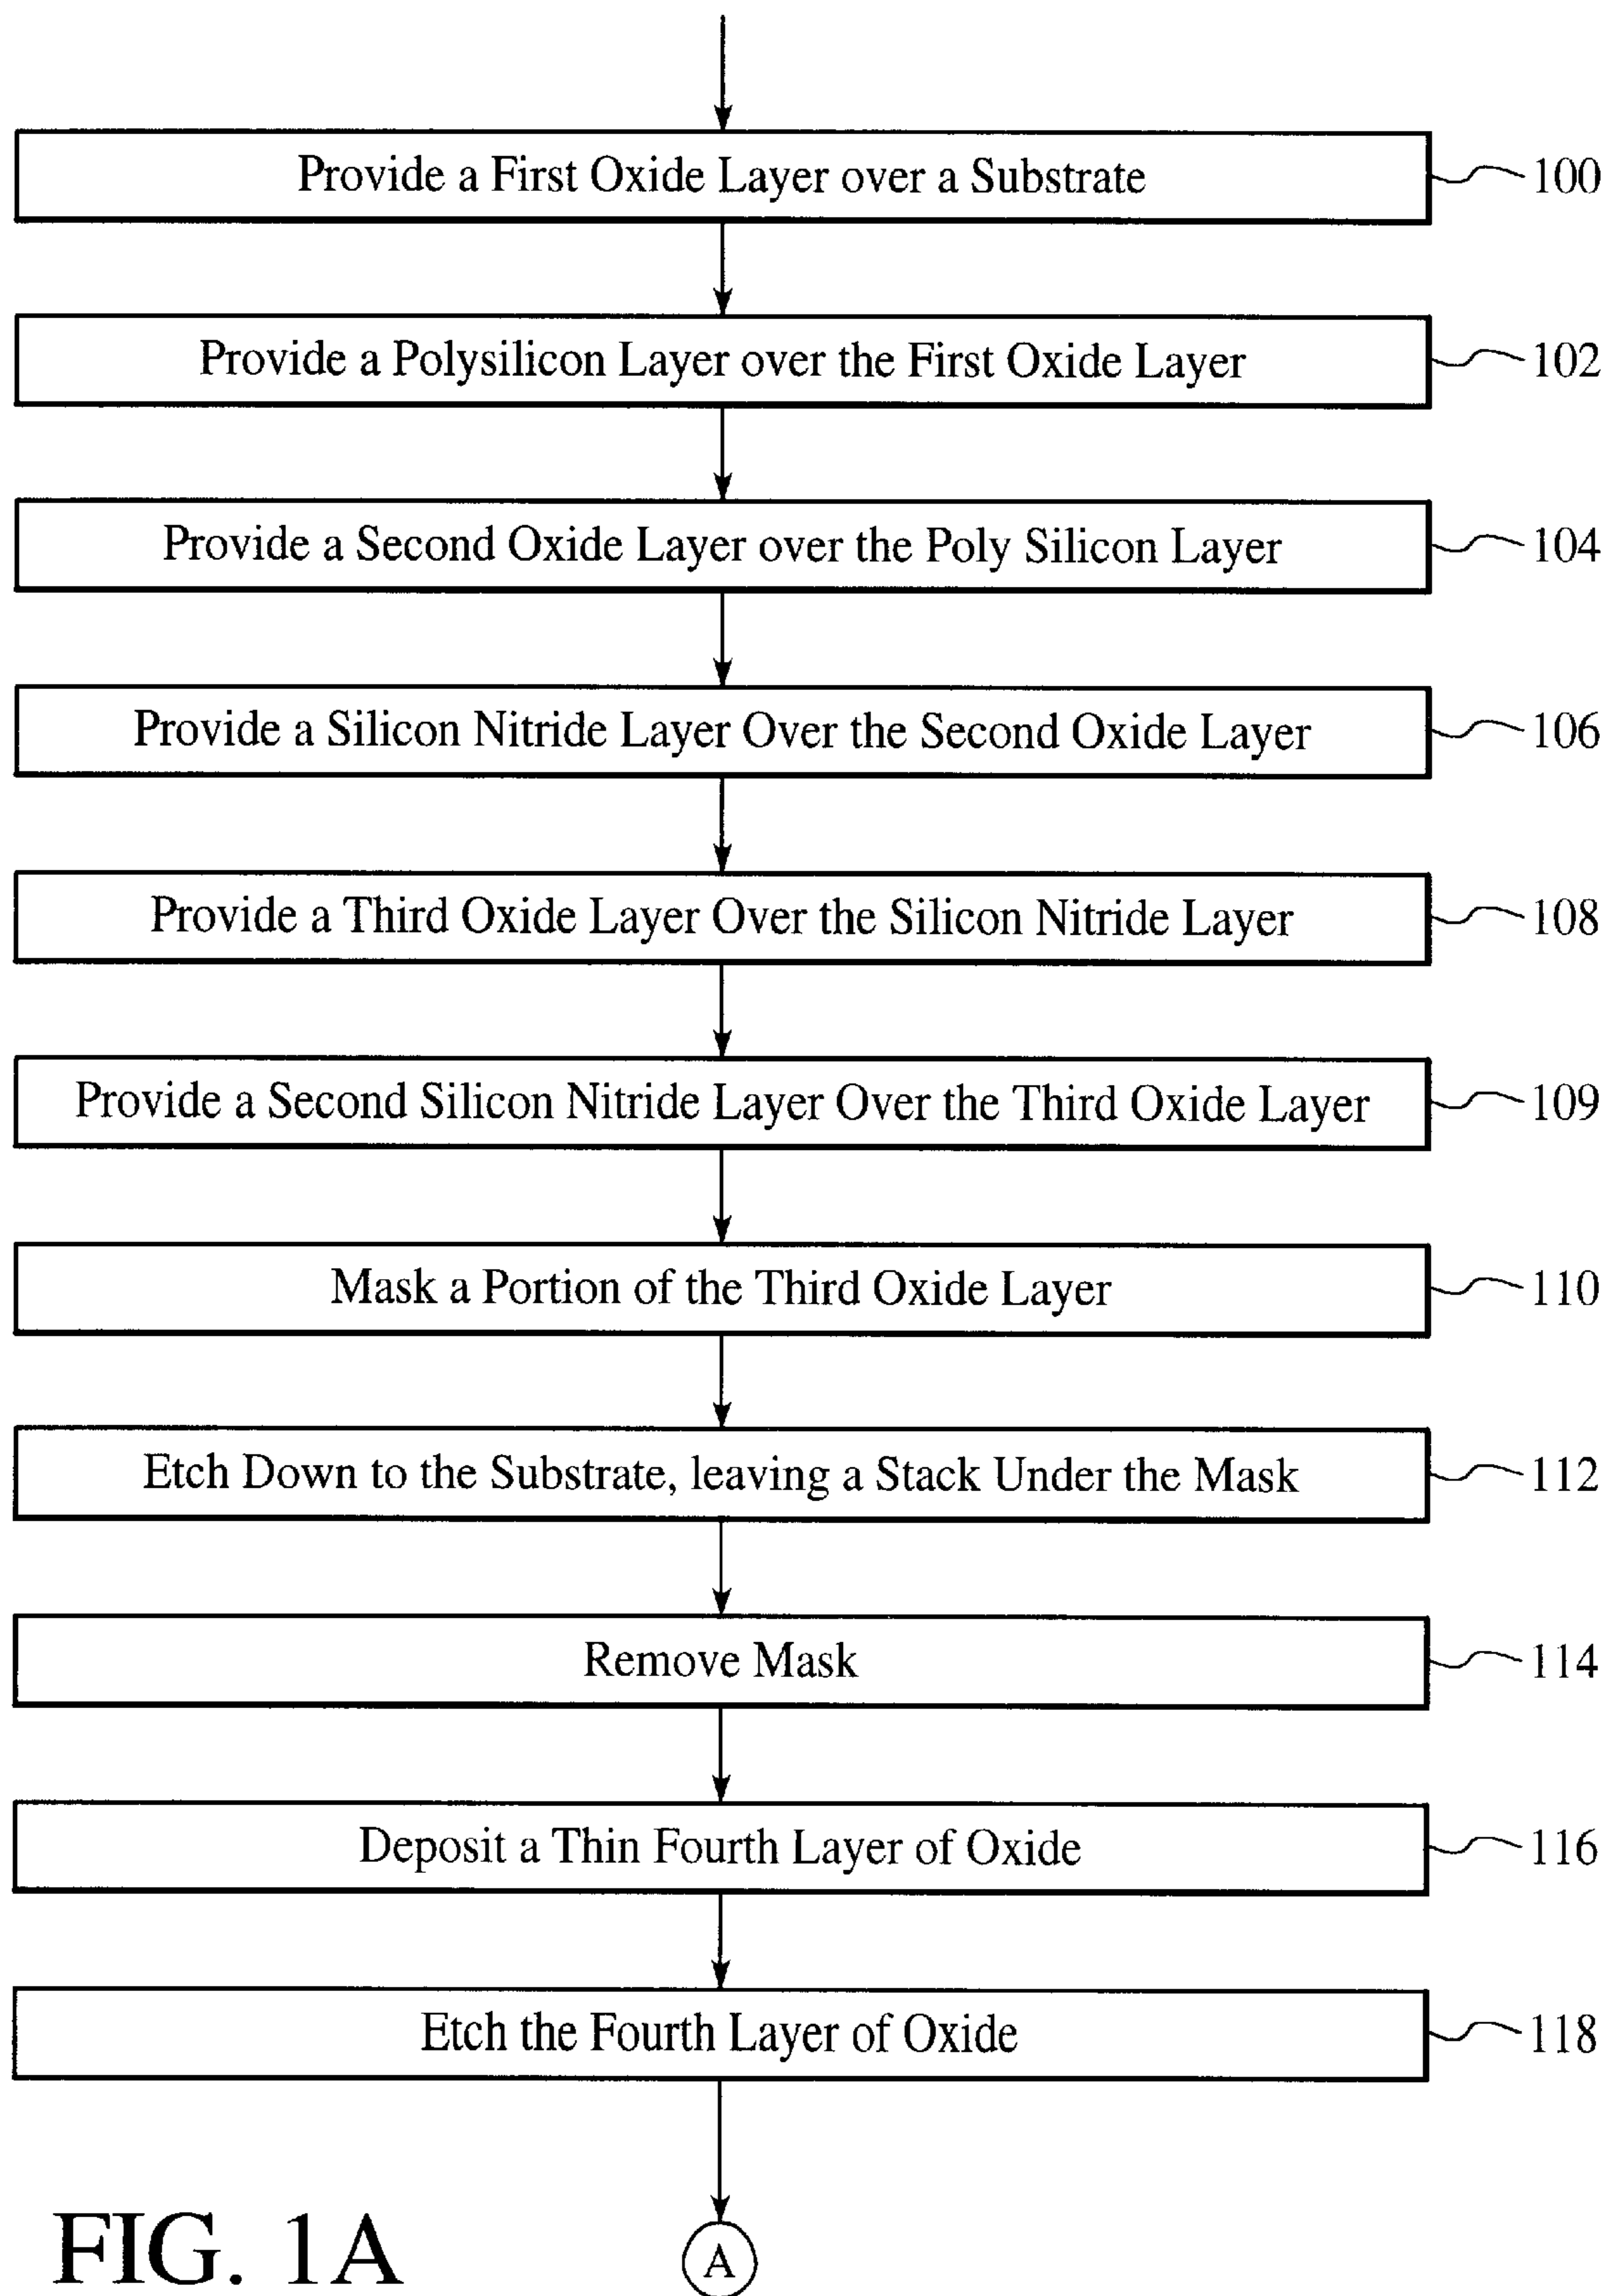 Provide a First Oxide Layer over a Substrate
100
Provide a Polysilicon Layer over the First Oxide Layer
102
Provide a Second Oxide Layer over the Poly Silicon Layer
104
Provide a Silicon Nitride Layer Over the Second Oxide Layer
106
Provide a Third Oxide Layer Over the Silicon Nitride Layer
108
Provide a Second Silicon Nitride Layer Over the Third Oxide Layer
109
Mask a Portion of the Third Oxide Layer
110
Etch Down to the Substrate, leaving a Stack Under the Mask
112
Remove Mask
114
Deposit a Thin Fourth Layer of Oxide
116
Etch the Fourth Layer of Oxide
118
FIG. 1A
A